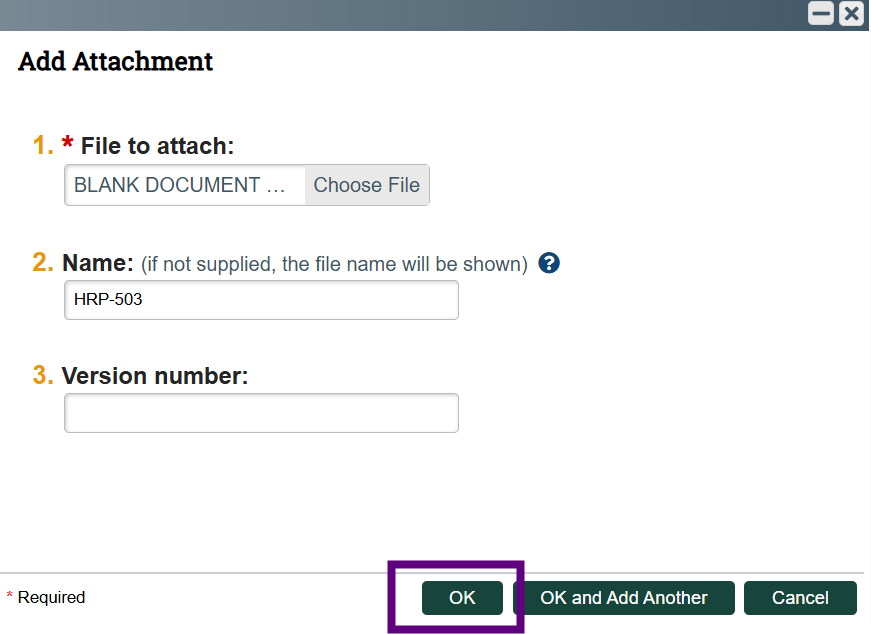 Add Attachment
1. * File to attach:
BLANK DOCUMENT ... Choose File
2. Name: (if not supplied, the file name will be shown) ?
HRP-503
3. Version number:
* Required OK OK and Add Another Cancel